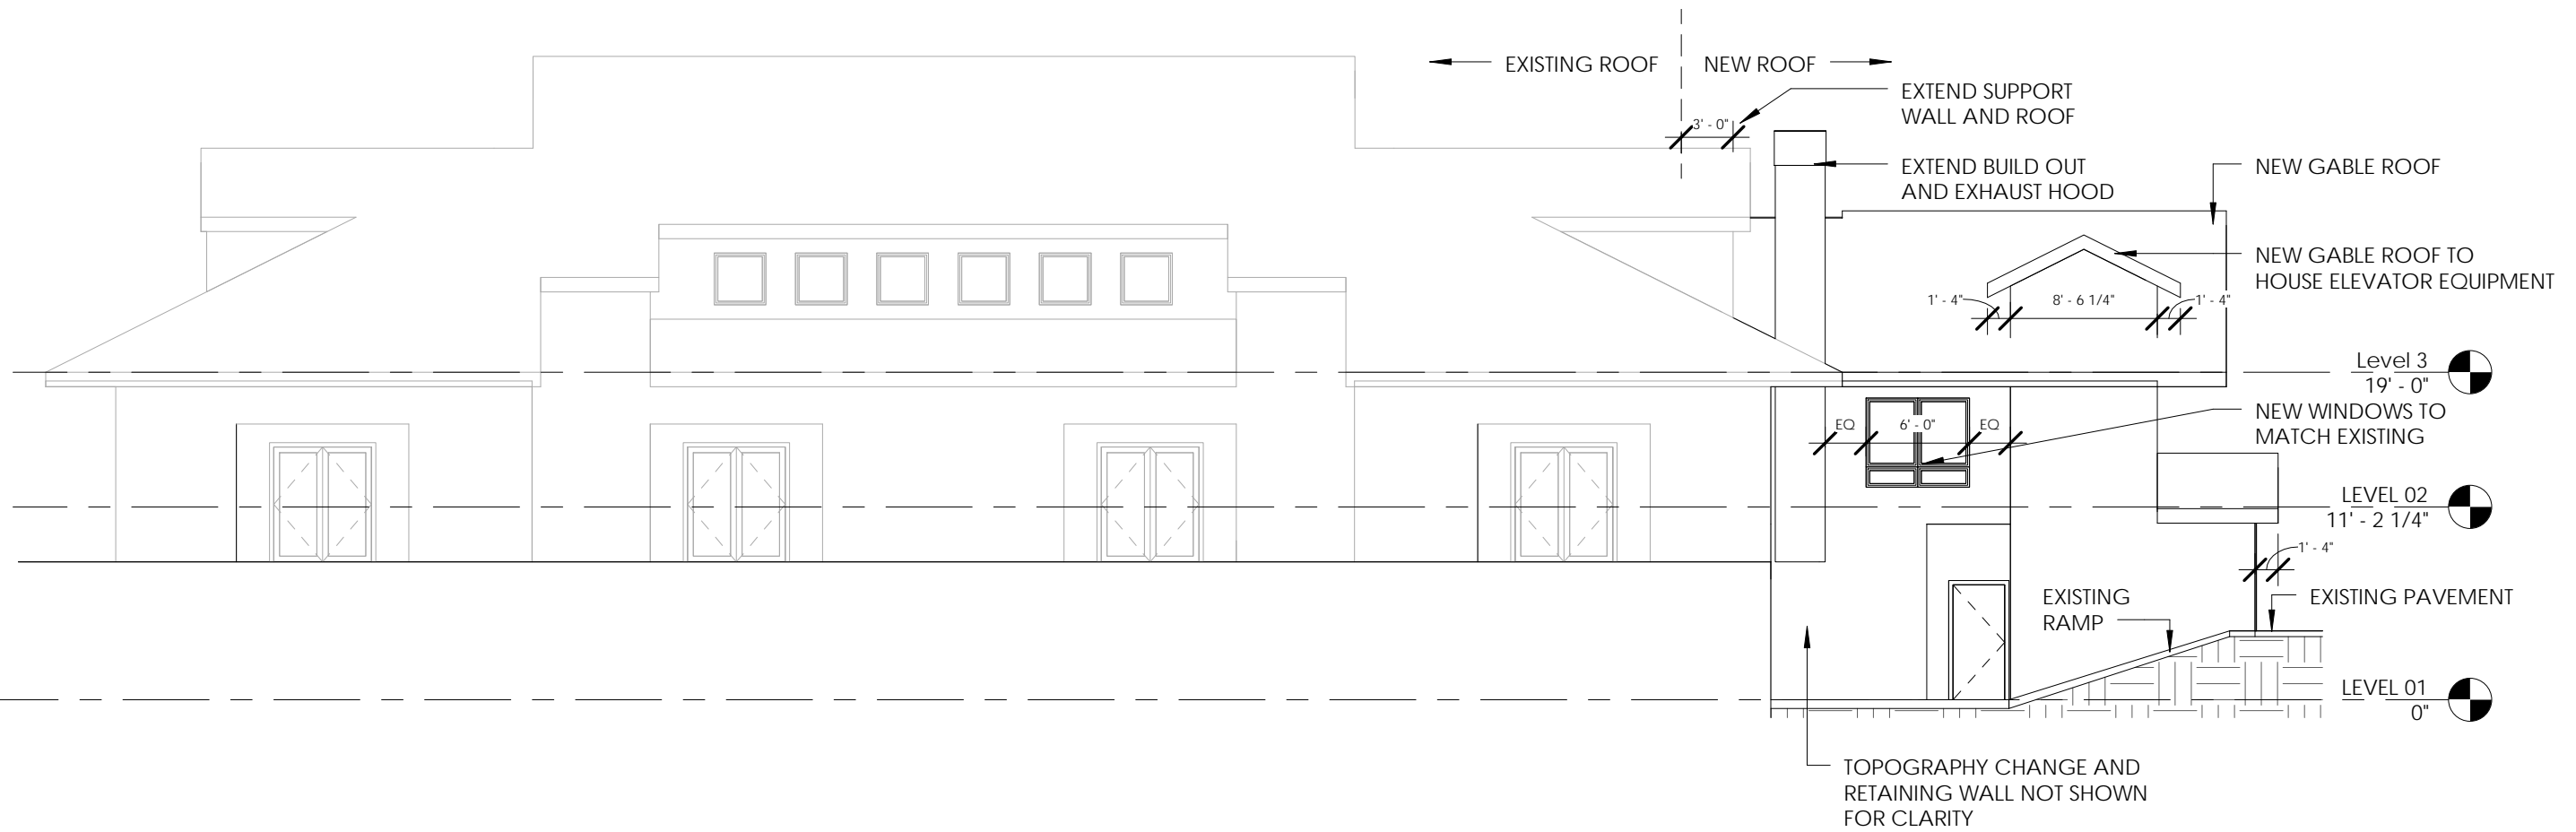 EXISTING ROOF
NEW ROOF
EXTEND SUPPORT
WALL AND ROOF
3' - 0"
EXTEND BUILD OUT
AND EXHAUST HOOD
NEW GABLE ROOF
NEW GABLE ROOF TO
HOUSE ELEVATOR EQUIPMENT
1' - 4"
8' - 6 1/4"
1' - 4"
Level 3
19' - 0"
NEW WINDOWS TO
MATCH EXISTING
EQ
6' - 0"
EQ
LEVEL 02
11' - 2 1/4"
1' - 4"
EXISTING
RAMP
EXISTING PAVEMENT
LEVEL 01
0"
TOPOGRAPHY CHANGE AND
RETAINING WALL NOT SHOWN
FOR CLARITY